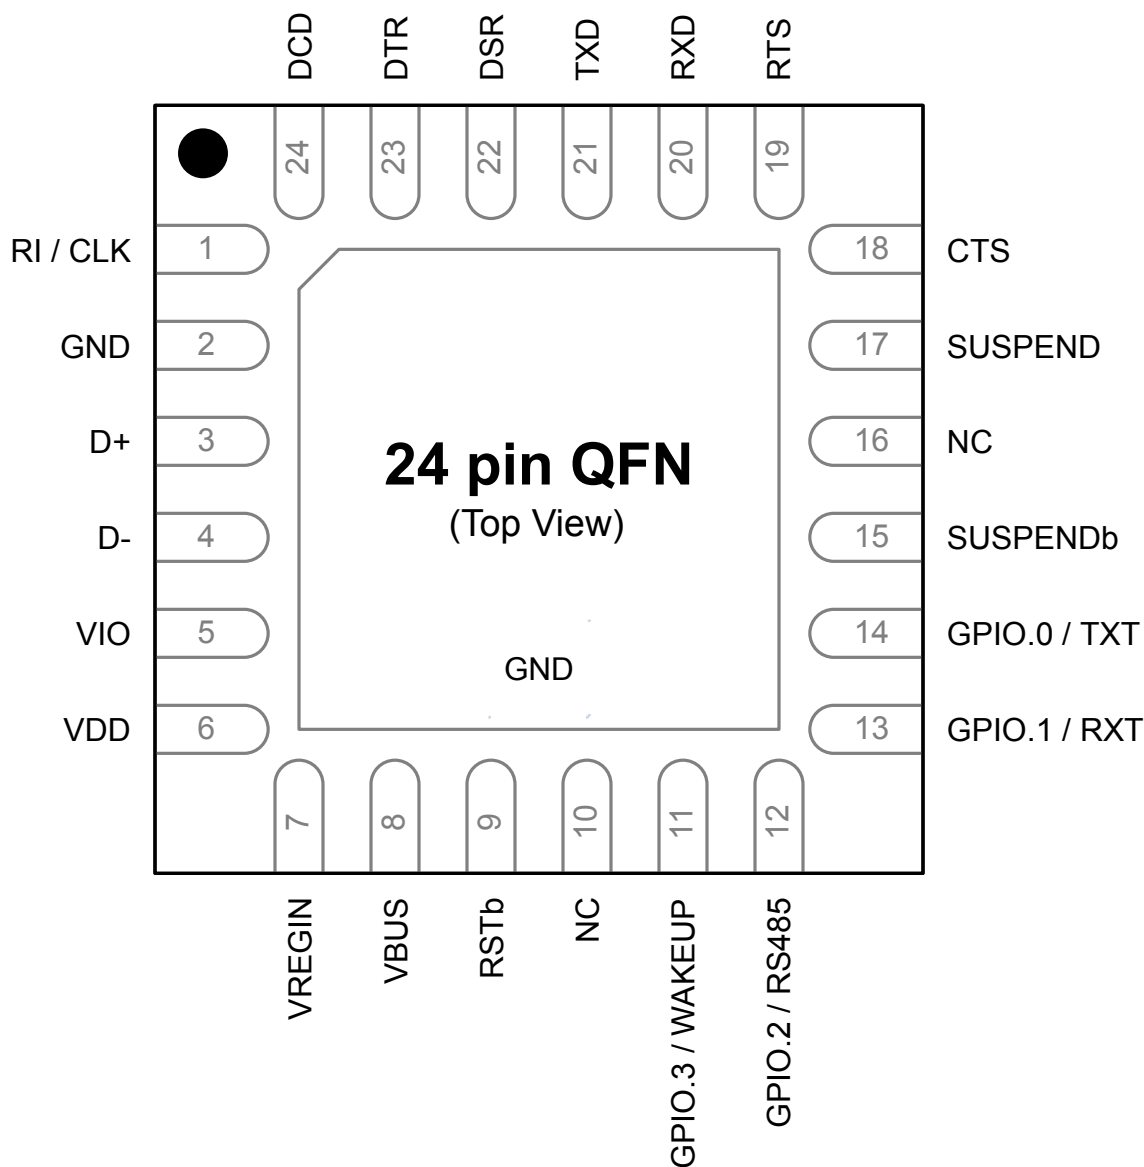 DCD
DTR
DSR
TXD
RXD
RTS
24
23
22
21
20
19
RI / CLK 1
18 CTS
GND 2
17 SUSPEND
D+ 3
16 NC
D- 4
15 SUSPENDb
VIO 5
14 GPIO.0 / TXT
VDD 6
13 GPIO.1 / RXT
24 pin QFN
(Top View)
GND
7
8
9
10
11
12
VREGIN
VBUS
RSTb
NC
GPIO.3 / WAKEUP
GPIO.2 / RS485